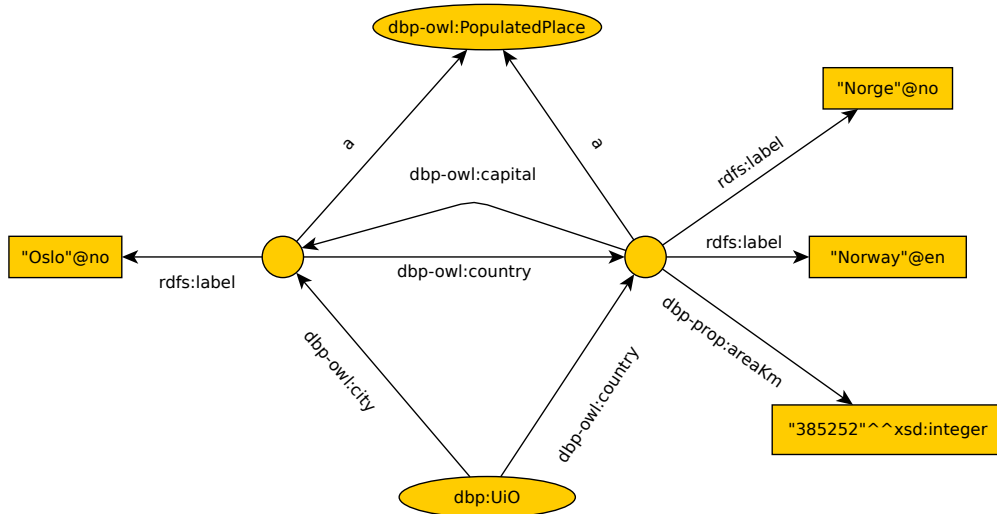 dbp-owl:PopulatedPlace
"Norge"@no
a
a
rdfs:label
dbp-owl:capital
"Oslo"@no
rdfs:label
"Norway"@en
rdfs:label
dbp-owl:country
dbp-prop:areaKm
dbp-owl:city
dbp-owl:country
"385252"^^xsd:integer
dbp:UiO